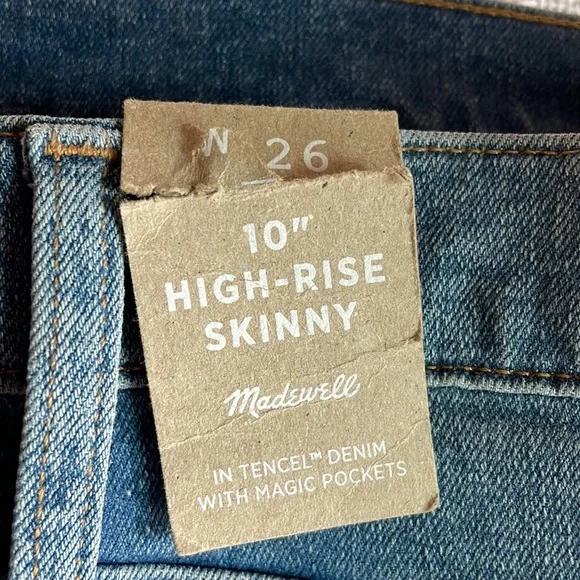 W 26
10"
HIGH-RISE
SKINNY
Madewell
IN TENCEL™ DENIM
WITH MAGIC POCKETS